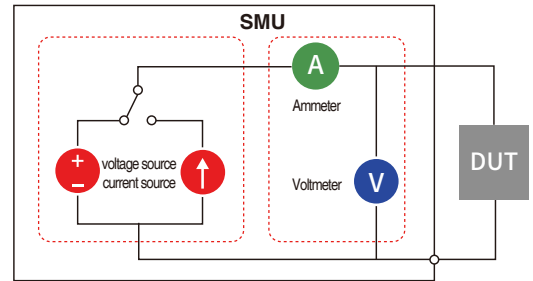 SMU
A
Ammeter
+
−
voltage source
current source
Voltmeter
V
DUT